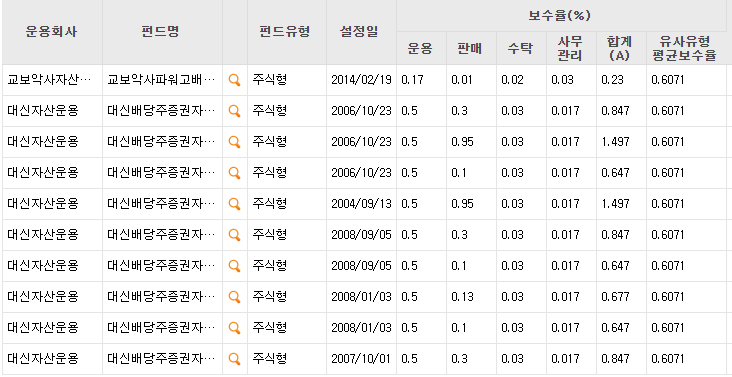 운용회사 펀드명 펀드유형 설정일 보수율(%)
운용 판매 수탁 사무관리 합계(A) 유사유형평균보수율
교보악사자산… 교보악사파워고배… 주식형 2014/02/19 0.17 0.01 0.02 0.03 0.23 0.6071
대신자산운용 대신배당주증권자… 주식형 2006/10/23 0.5 0.3 0.03 0.017 0.847 0.6071
대신자산운용 대신배당주증권자… 주식형 2006/10/23 0.5 0.95 0.03 0.017 1.497 0.6071
대신자산운용 대신배당주증권자… 주식형 2006/10/23 0.5 0.1 0.03 0.017 0.647 0.6071
대신자산운용 대신배당주증권자… 주식형 2004/09/13 0.5 0.95 0.03 0.017 1.497 0.6071
대신자산운용 대신배당주증권자… 주식형 2008/09/05 0.5 0.3 0.03 0.017 0.847 0.6071
대신자산운용 대신배당주증권자… 주식형 2008/09/05 0.5 0.1 0.03 0.017 0.647 0.6071
대신자산운용 대신배당주증권자… 주식형 2008/01/03 0.5 0.13 0.03 0.017 0.677 0.6071
대신자산운용 대신배당주증권자… 주식형 2008/01/03 0.5 0.1 0.03 0.017 0.647 0.6071
대신자산운용 대신배당주증권자… 주식형 2007/10/01 0.5 0.3 0.03 0.017 0.847 0.6071